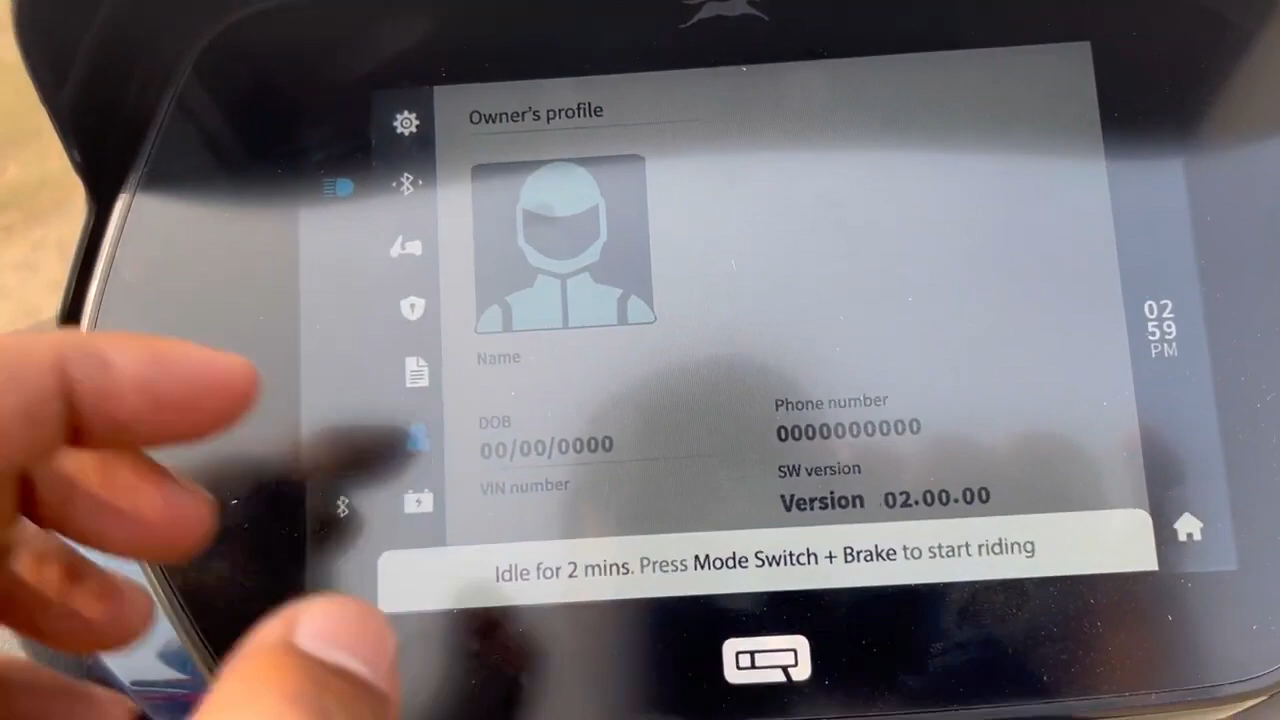 Owner's profile
Name
DOB
00/00/0000
VIN number
Phone number
0000000000
SW version
Version 02.00.00
02
59
PM
Idle for 2 mins. Press Mode Switch + Brake to start riding